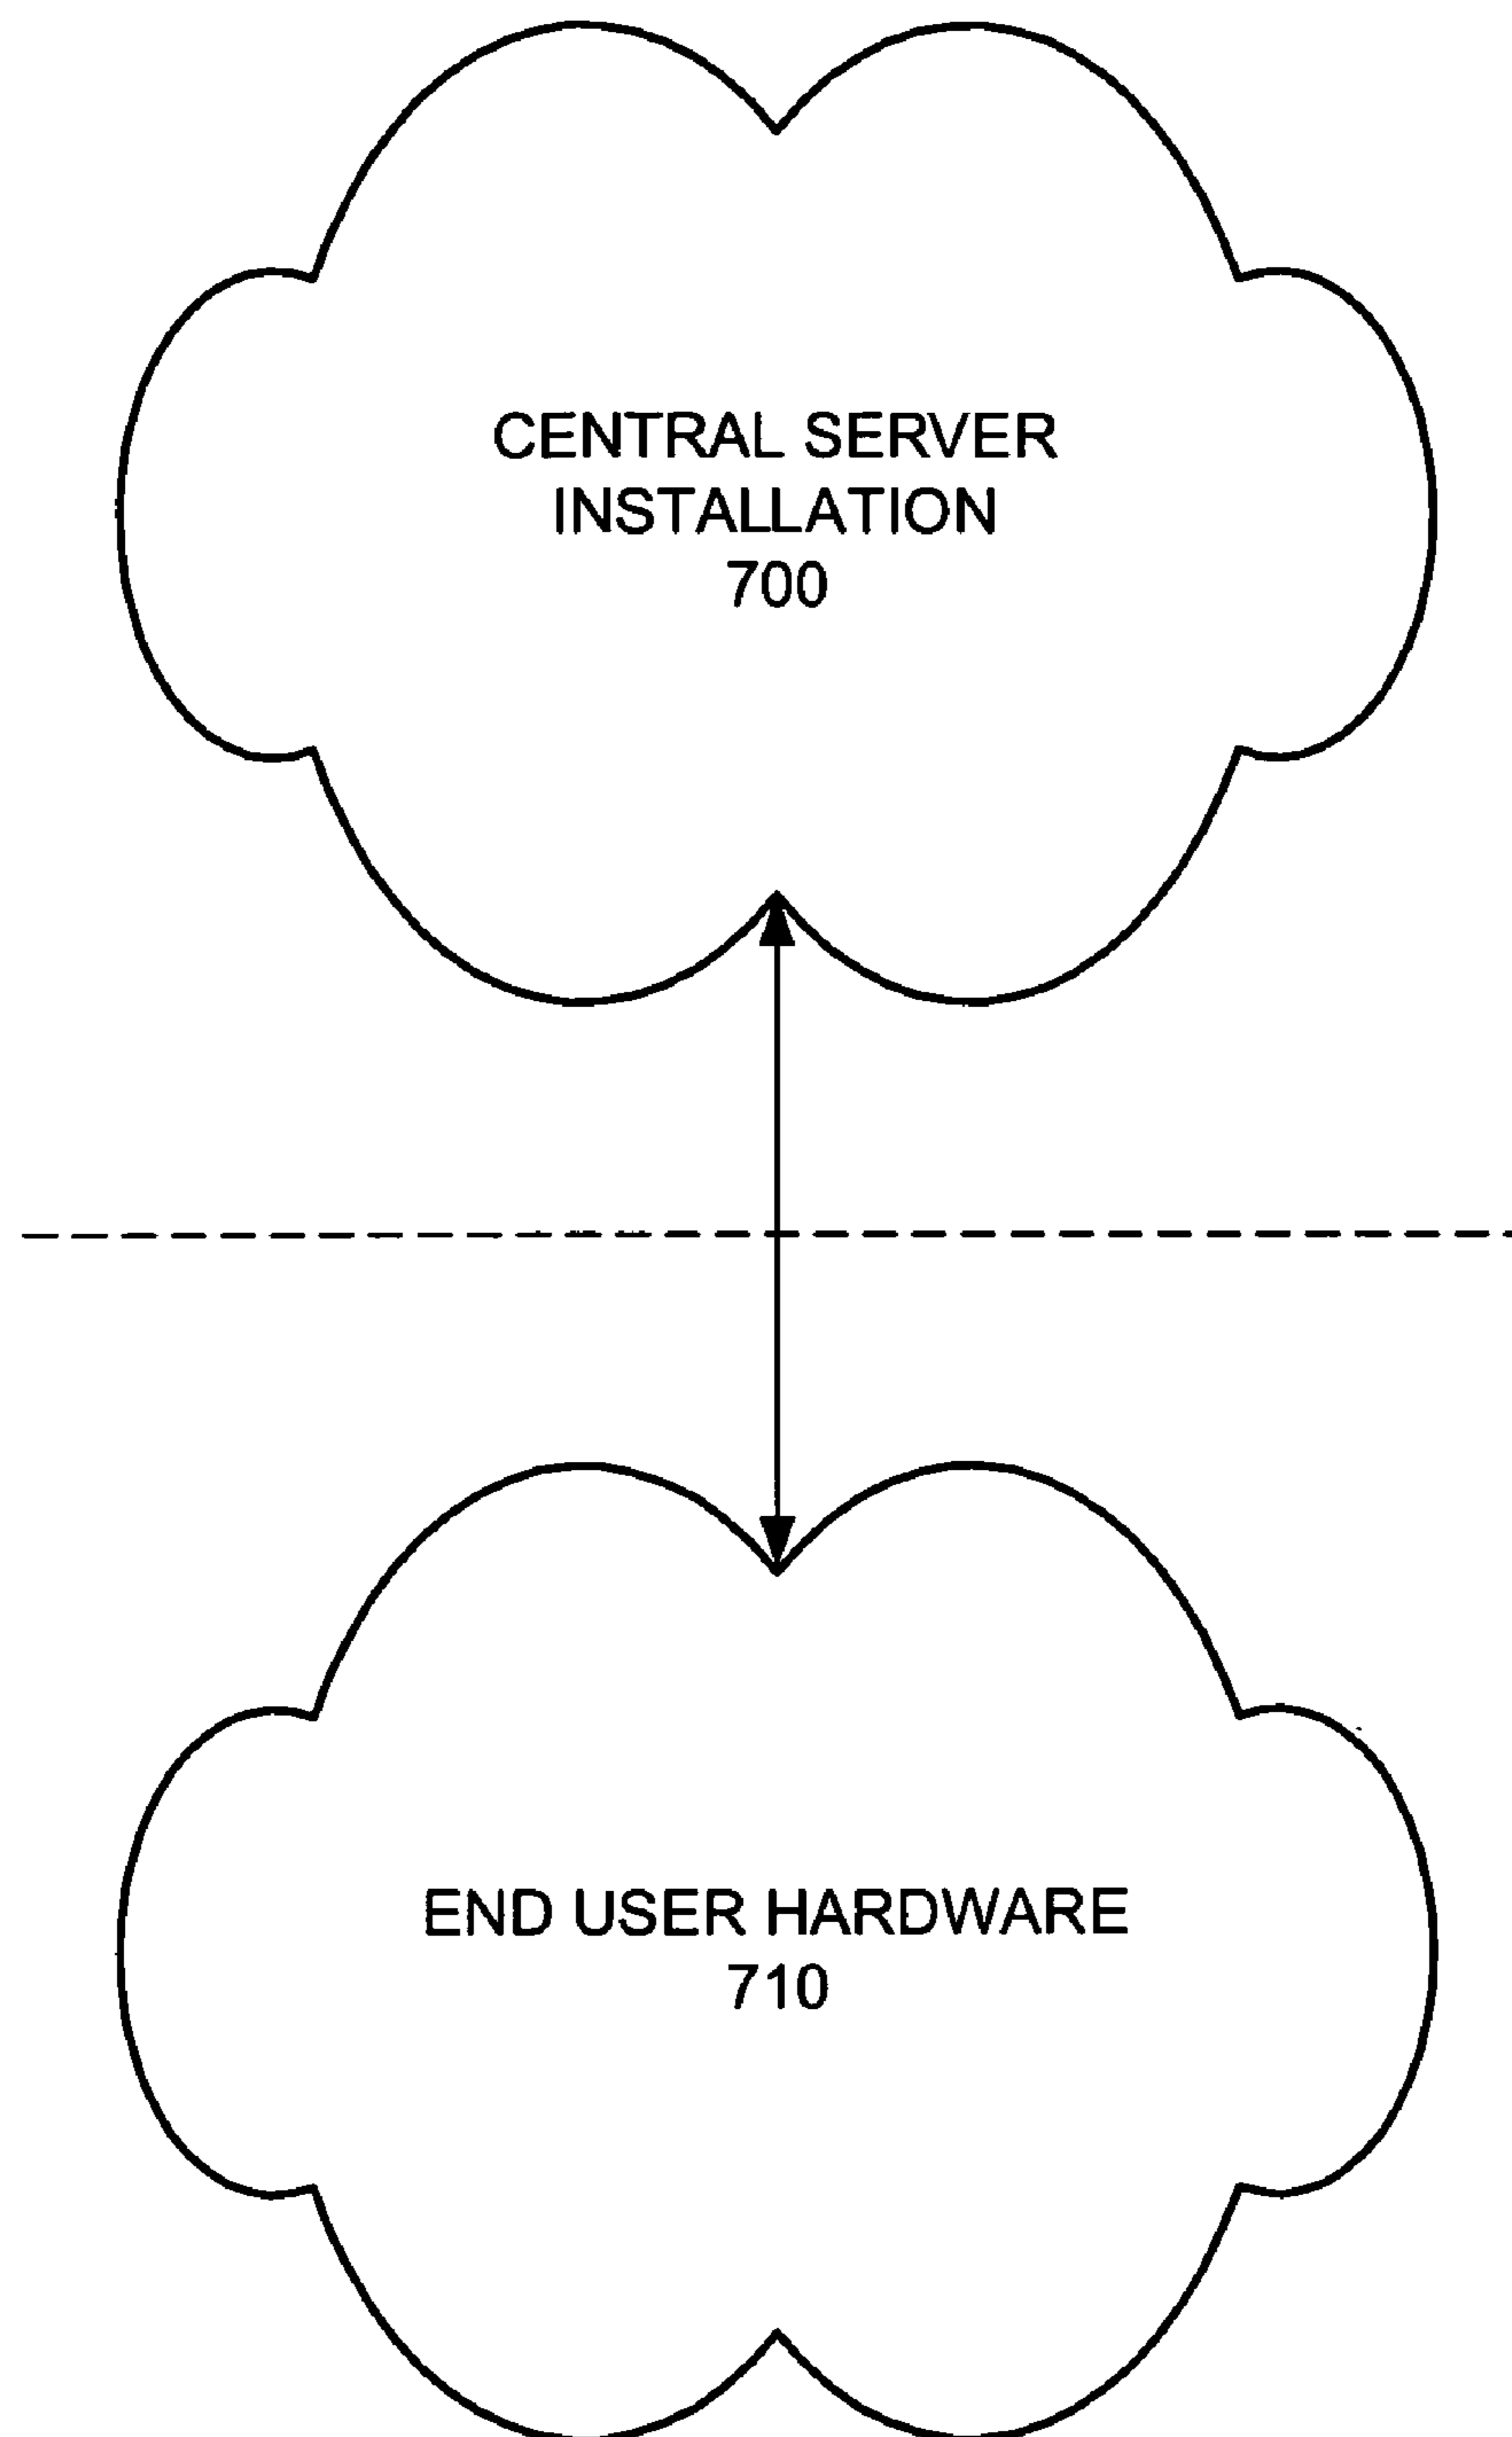 CENTRAL SERVER
INSTALLATION
700
END USER HARDWARE
710